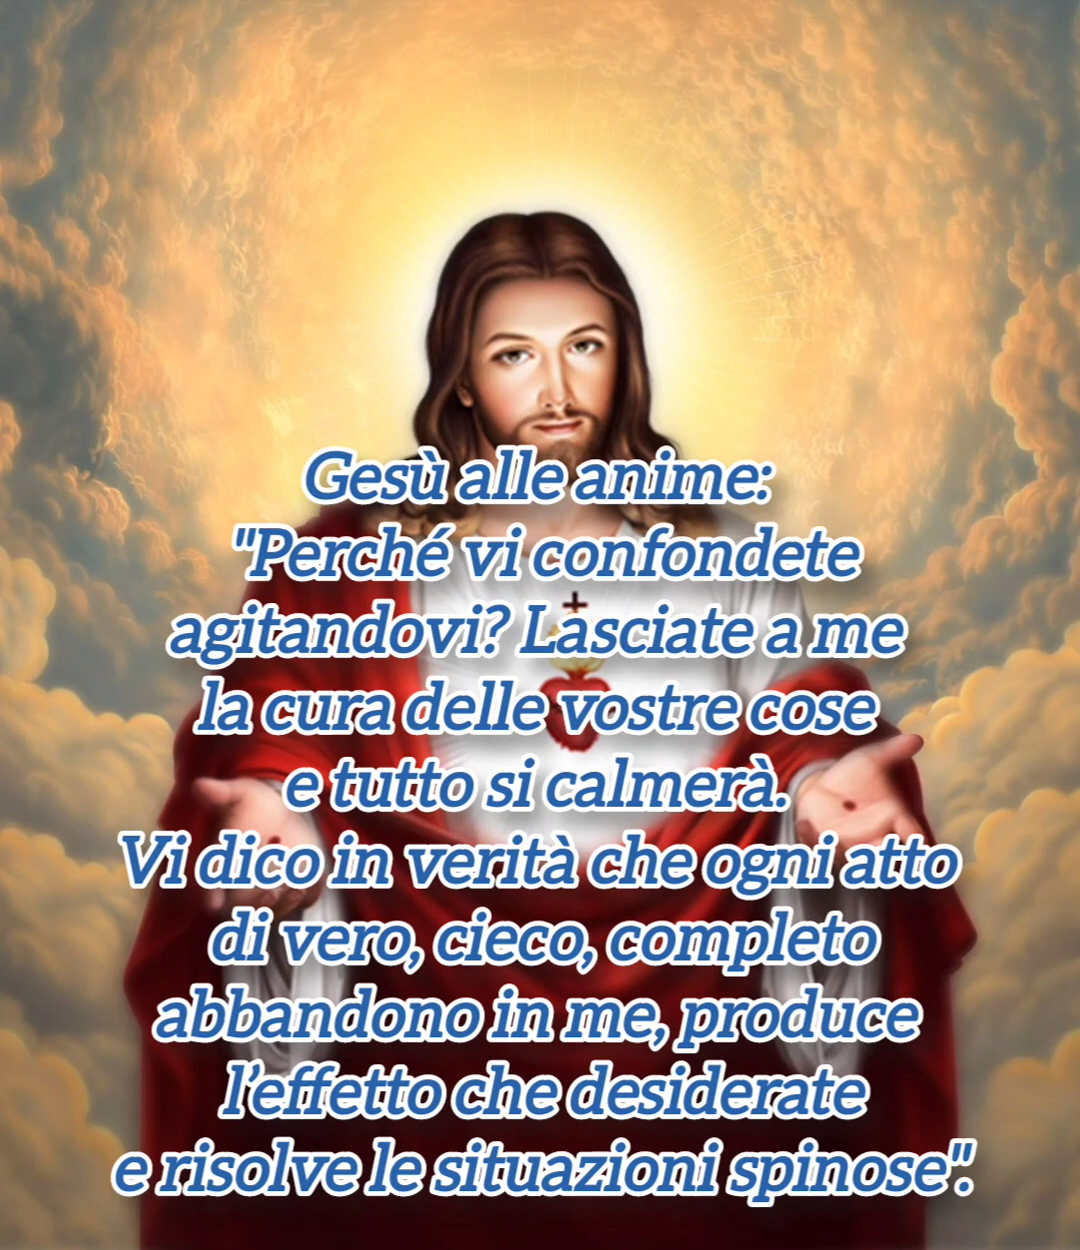 Gesù alle anime:
"Perché vi confondete
agitandovi? Lasciate a me
la cura delle vostre cose
e tutto si calmerà.
Vi dico in verità che ogni atto
di vero, cieco, completo
abbandono in me, produce
l’effetto che desiderate
e risolve le situazioni spinose".